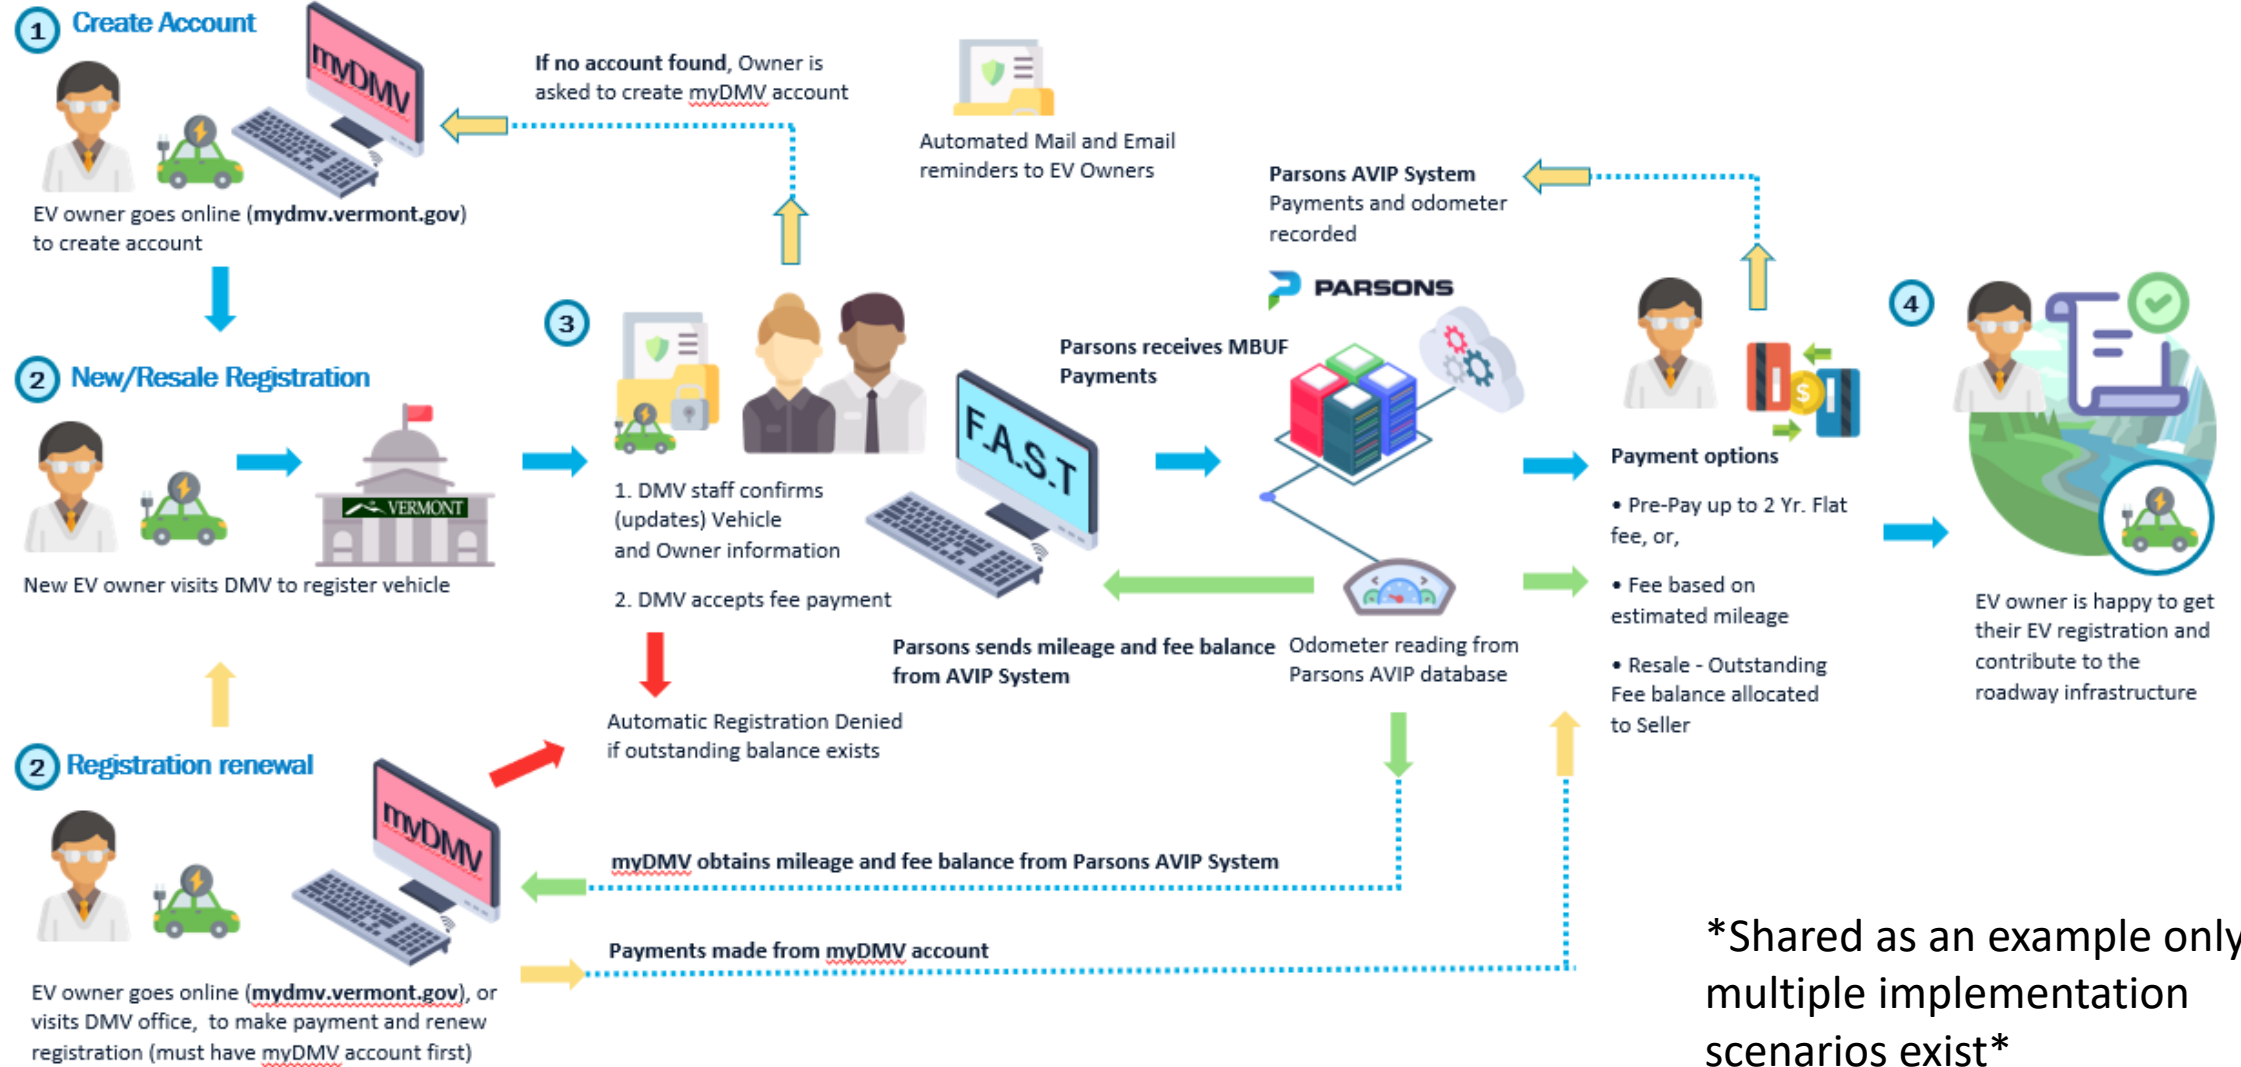 1 Create Account
myDMV
EV owner goes online (mydmv.vermont.gov)
to create account
If no account found, Owner is
asked to create myDMV account
Automated Mail and Email
reminders to EV Owners
2 New/Resale Registration
VERMONT
New EV owner visits DMV to register vehicle
3
1. DMV staff confirms
(updates) Vehicle
and Owner information
2. DMV accepts fee payment
Automatic Registration Denied
if outstanding balance exists
F.A.S.T
Parsons receives MBUF
Payments
Parsons sends mileage and fee balance
from AVIP System
Parsons AVIP System
Payments and odometer
recorded
PARSONS
Odometer reading from
Parsons AVIP database
$
Payment options
• Pre-Pay up to 2 Yr. Flat
fee, or,
• Fee based on
estimated mileage
• Resale - Outstanding
Fee balance allocated
to Seller
4
EV owner is happy to get
their EV registration and
contribute to the
roadway infrastructure
2 Registration renewal
myDMV
EV owner goes online (mydmv.vermont.gov), or
visits DMV office, to make payment and renew
registration (must have myDMV account first)
myDMV obtains mileage and fee balance from Parsons AVIP System
Payments made from myDMV account
*Shared as an example only
multiple implementation
scenarios exist*